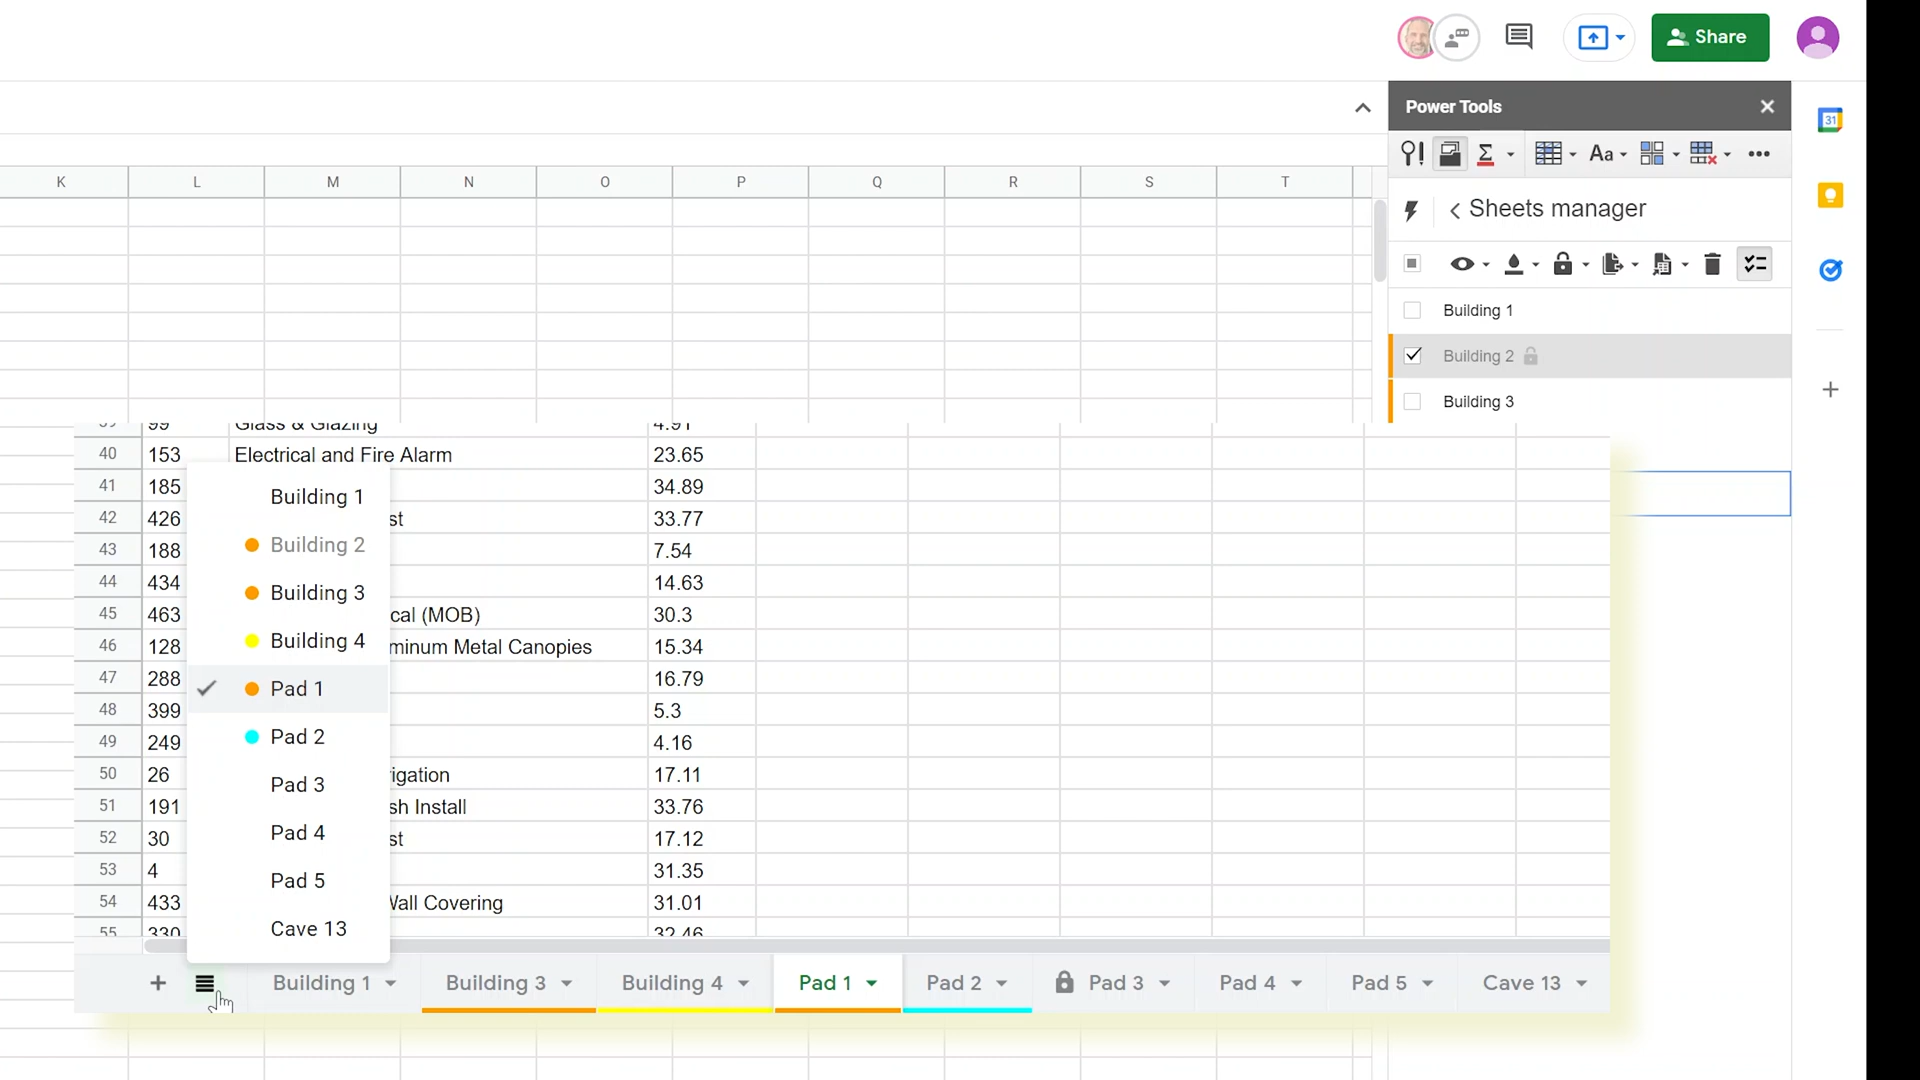 Share
Power Tools
Aa
Sheets manager
K L M N O P Q R S T
31
Building 1
Building 2
Building 3
39 99 Glass & Glazing 4.91
40 153 Electrical and Fire Alarm 23.65
41 185 34.89
42 426 st 33.77
43 188 7.54
44 434 14.63
45 463 cal (MOB) 30.3
46 128 minum Metal Canopies 15.34
47 288 16.79
48 399 5.3
49 249 4.16
50 26 rigation 17.11
51 191 sh Install 33.76
52 30 st 17.12
53 4 31.35
54 433 Wall Covering 31.01
55 330 32.46
Building 1
Building 2
Building 3
Building 4
Pad 1
Pad 2
Pad 3
Pad 4
Pad 5
Cave 13
Building 1 Building 3 Building 4 Pad 1 Pad 2 Pad 3 Pad 4 Pad 5 Cave 13